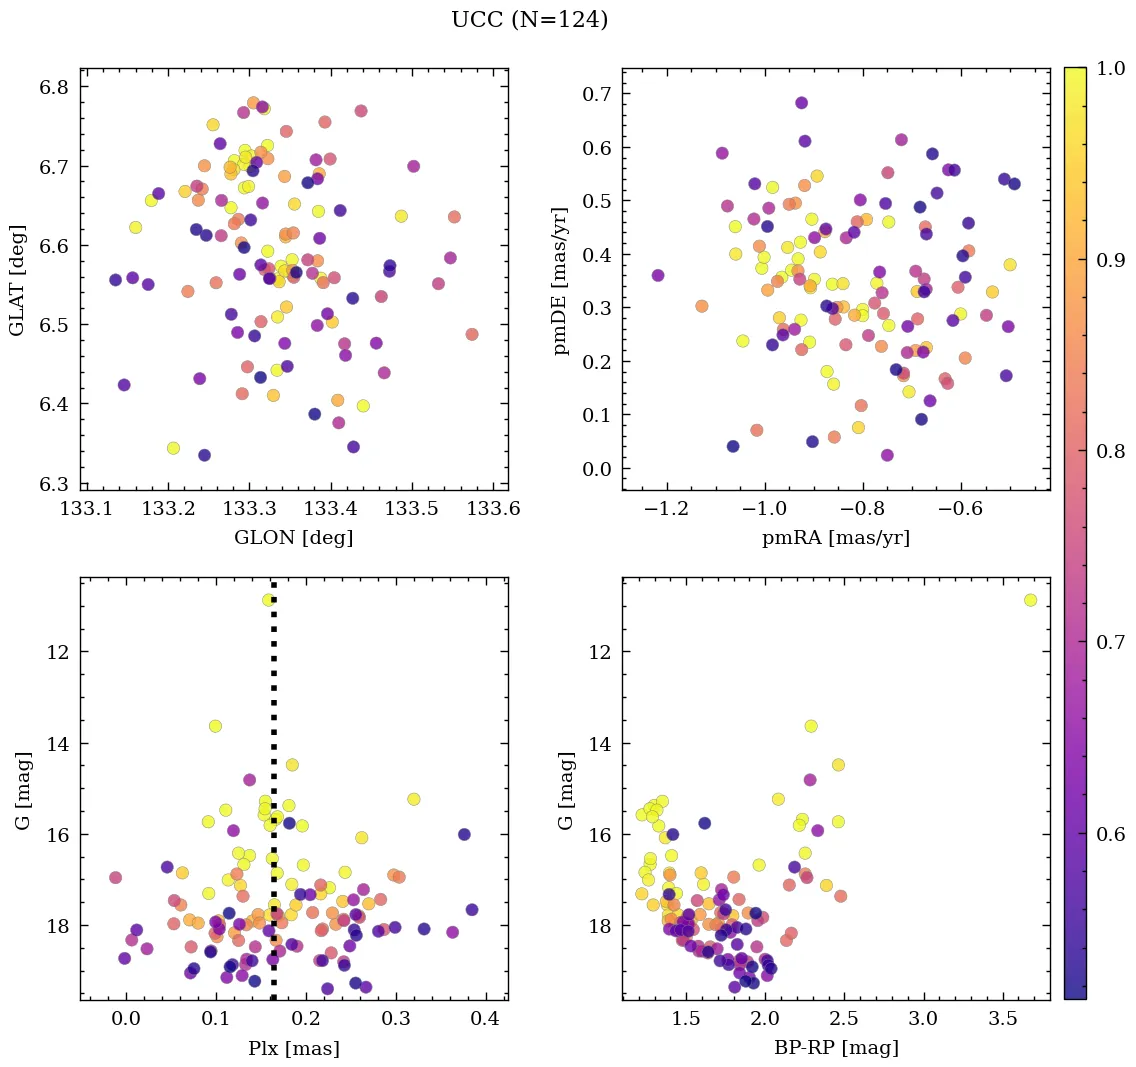 UCC (N=124)
6.8
6.7
6.6
6.5
6.4
6.3
GLAT [deg]
133.1 133.2 133.3 133.4 133.5 133.6
GLON [deg]
0.7
0.6
0.5
0.4
0.3
0.2
0.1
0.0
pmDE [mas/yr]
−1.2 −1.0 −0.8 −0.6
pmRA [mas/yr]
1.0
0.9
0.8
0.7
0.6
12
14
16
18
G [mag]
0.0 0.1 0.2 0.3 0.4
Plx [mas]
12
14
16
18
G [mag]
1.5 2.0 2.5 3.0 3.5
BP-RP [mag]